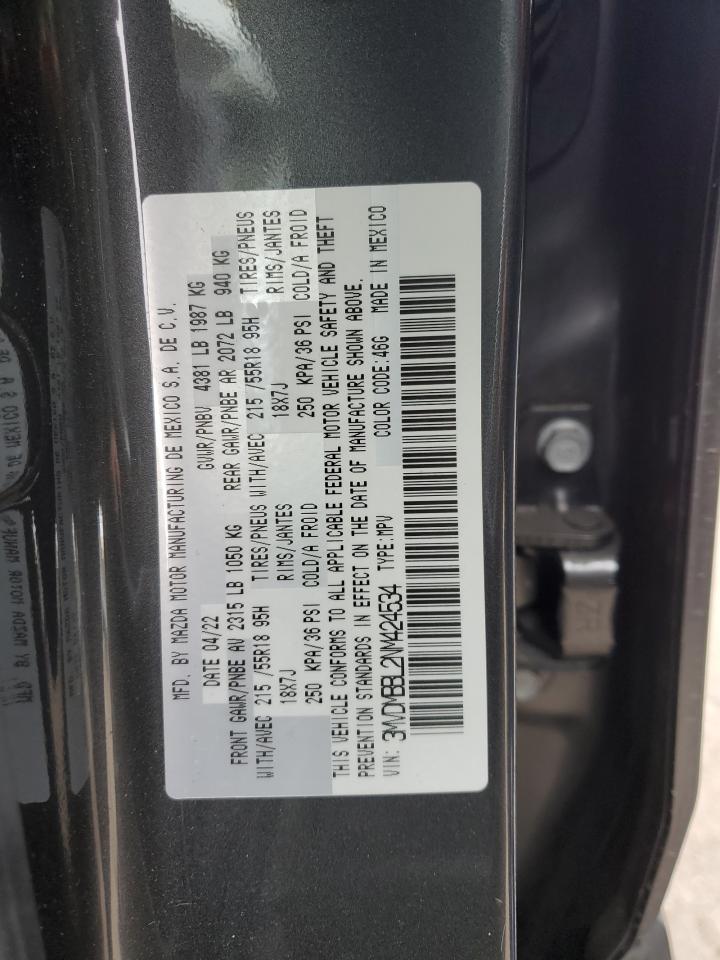 MFD. BY MAZDA MOTOR MANUFACTURING DE MEXICO S.A. DE C.V.
DATE 04/22 GVWR/PNBV 4381 LB 1987 KG
FRONT GAWR/PNBE AV 2315 LB 1050 KG REAR GAWR/PNBE AR 2072 LB 940 KG
WITH/AVEC 215 /55R18 95H TIRES/PNEUS WITH/AVEC 215 /55R18 95H TIRES/PNEUS
18X7J RIMS/JANTES 18X7J RIMS/JANTES
250 KPA/36 PSI COLD/A FROID 250 KPA/36 PSI COLD/A FROID
THIS VEHICLE CONFORMS TO ALL APPLICABLE FEDERAL MOTOR VEHICLE SAFETY AND THEFT
PREVENTION STANDARDS IN EFFECT ON THE DATE OF MANUFACTURE SHOWN ABOVE.
VIN: 3MVDMBBL2NM424534 TYPE:MPV COLOR CODE:46G MADE IN MEXICO